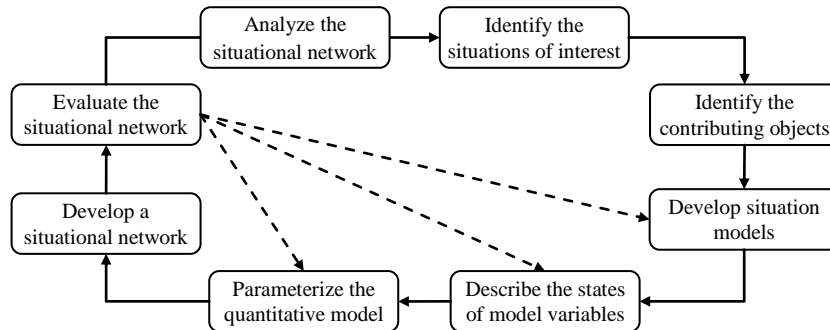 Analyze the
situational network
Identify the
situations of interest
Evaluate the
situational network
Identify the
contributing objects
Develop a
situational network
Develop situation
models
Parameterize the
quantitative model
Describe the states
of model variables